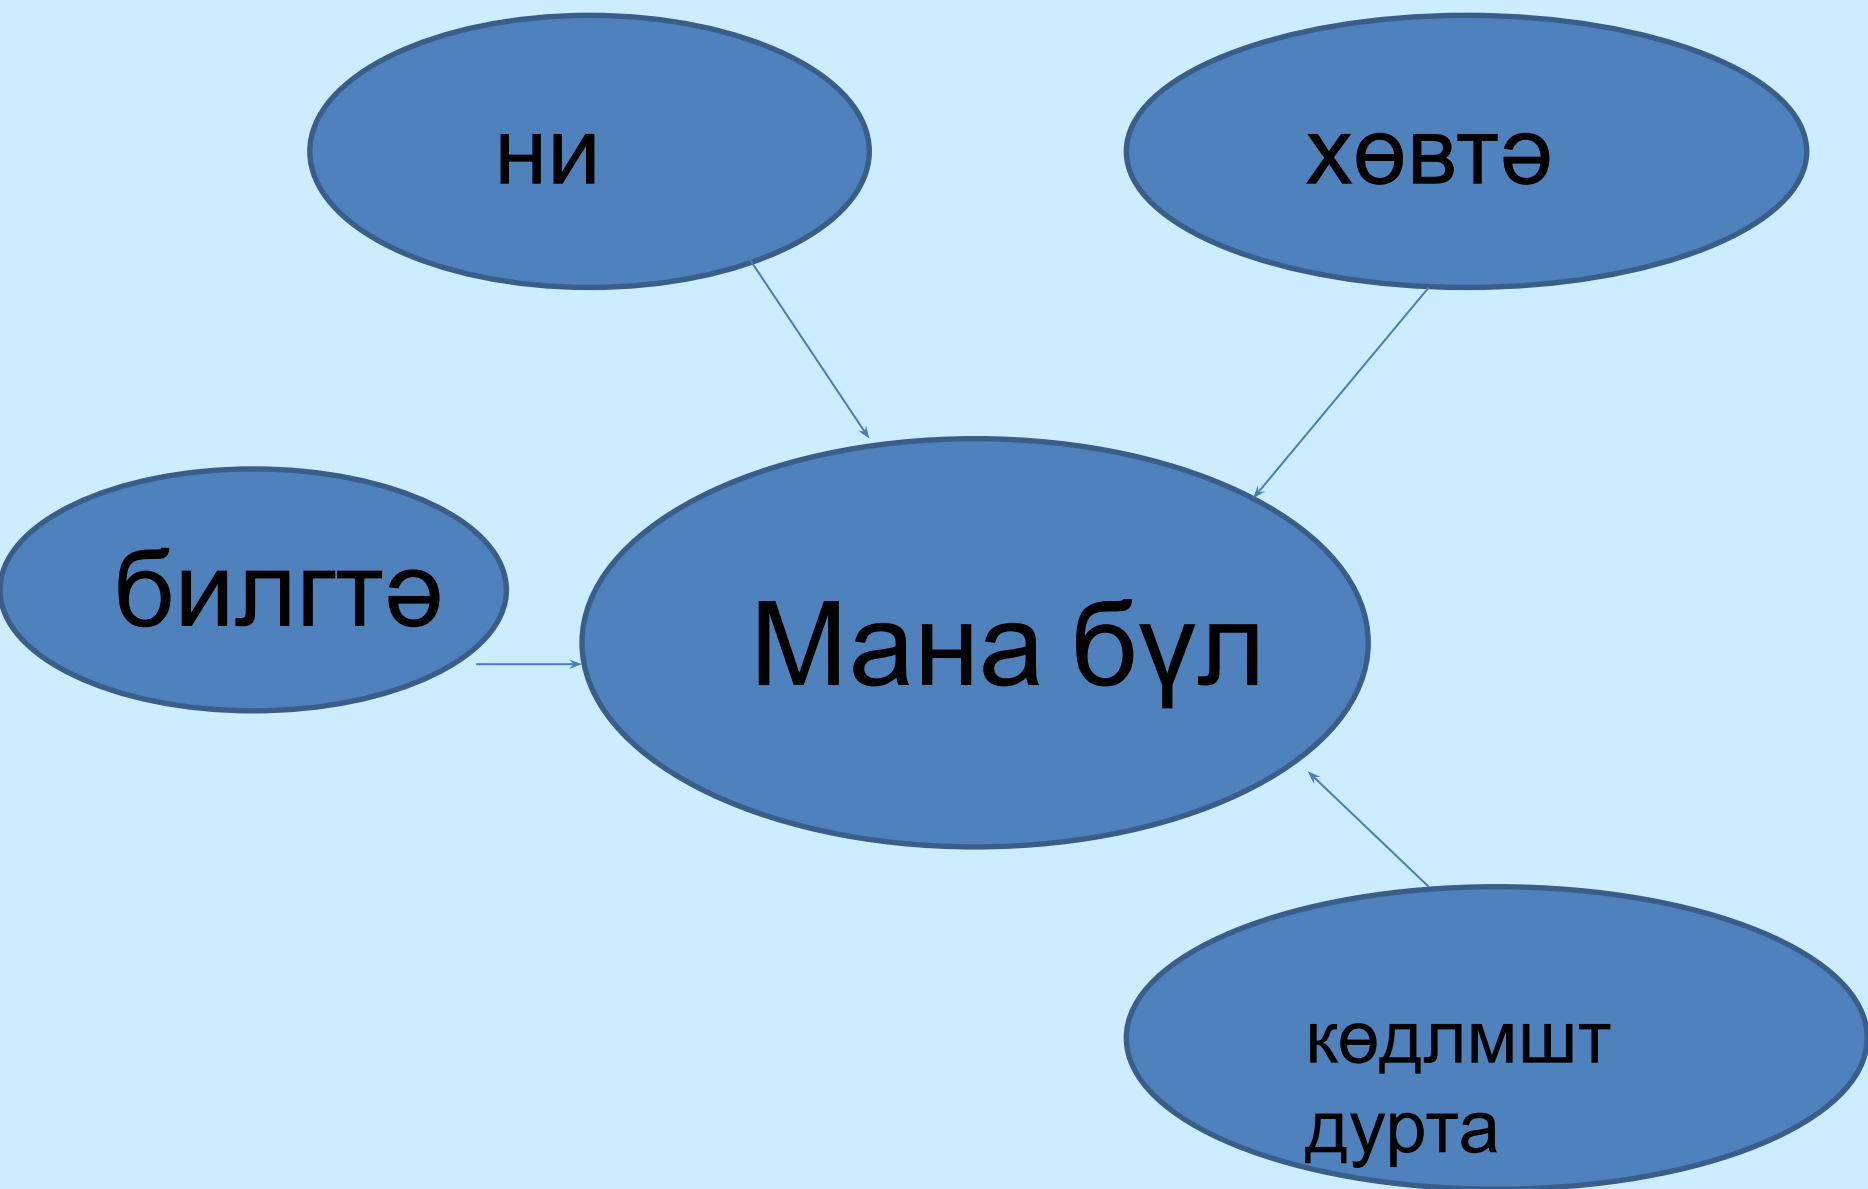 ни
хөвтә
билгтә
Мана бүл
көдлмшт
дурта